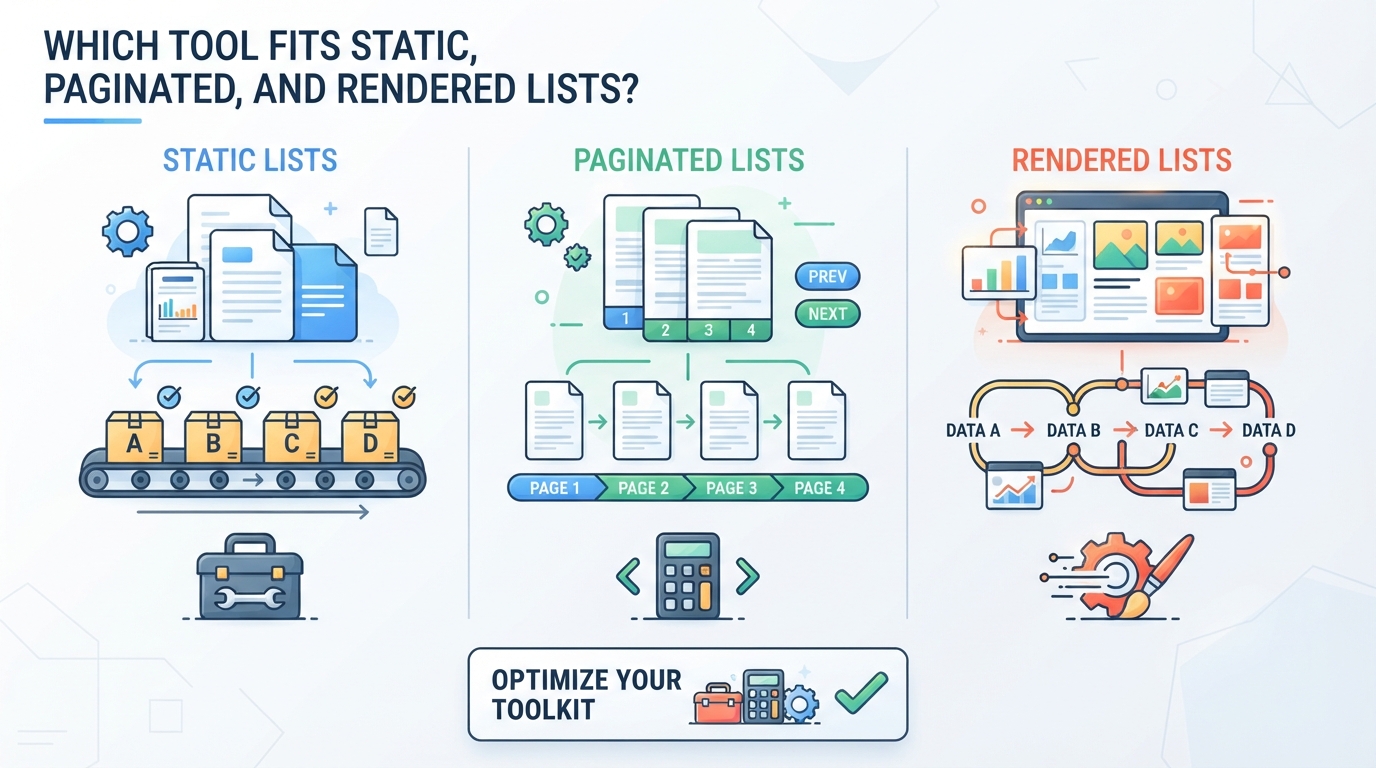 WHICH TOOL FITS STATIC,
PAGINATED, AND RENDERED LISTS?
STATIC LISTS
A
B
C
D
PAGINATED LISTS
1
2
3
4
PREV
NEXT
PAGE 1
PAGE 2
PAGE 3
PAGE 4
RENDERED LISTS
DATA A
DATA B
DATA C
DATA D
OPTIMIZE YOUR
TOOLKIT